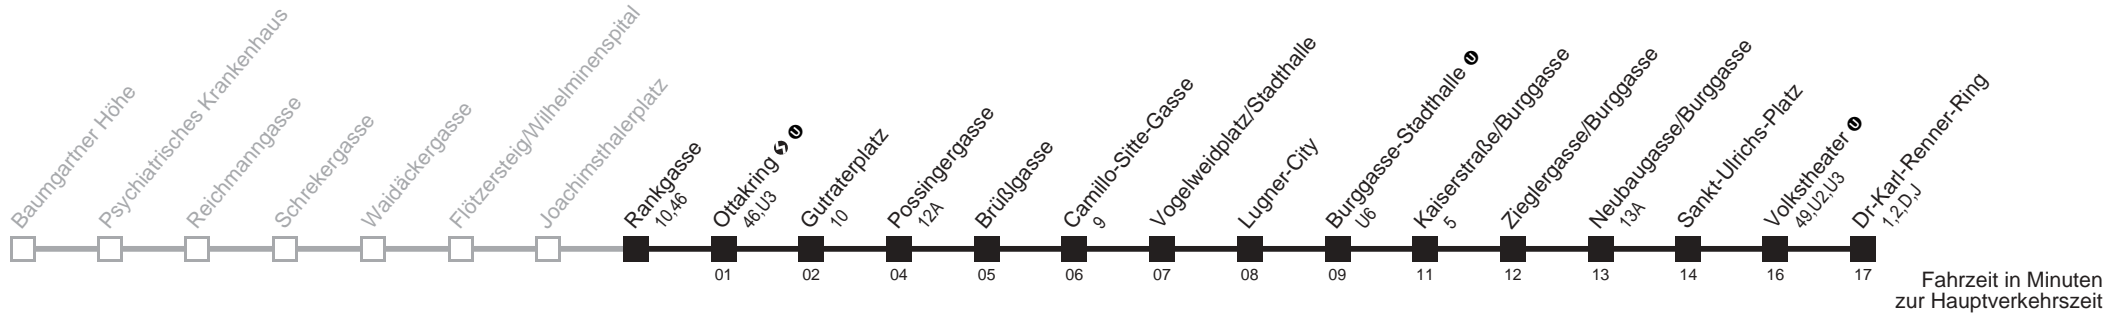 Baumgartner Höhe
Psychiatrisches Krankenhaus
Reichmanngasse
Schrekergasse
Waidäckergasse
Flötzersteig/Wilhelminenspital
Joachimsthalerplatz
Rankgasse
10,46
Ottakring U
46,U3
01
Gutraterplatz
10
02
Possingergasse
12A
04
Brüßlgasse
05
Camillo-Sitte-Gasse
9
06
Vogelweidplatz/Stadthalle
07
Lugner-City
08
Burggasse-Stadthalle U
U6
09
Kaiserstraße/Burggasse
5
11
Zieglergasse/Burggasse
12
Neubaugasse/Burggasse
13A
13
Sankt-Ulrichs-Platz
14
Volkstheater U
49,U2,U3
16
Dr-Karl-Renner-Ring
1,2,D,J
17
Fahrzeit in Minuten
zur Hauptverkehrszeit